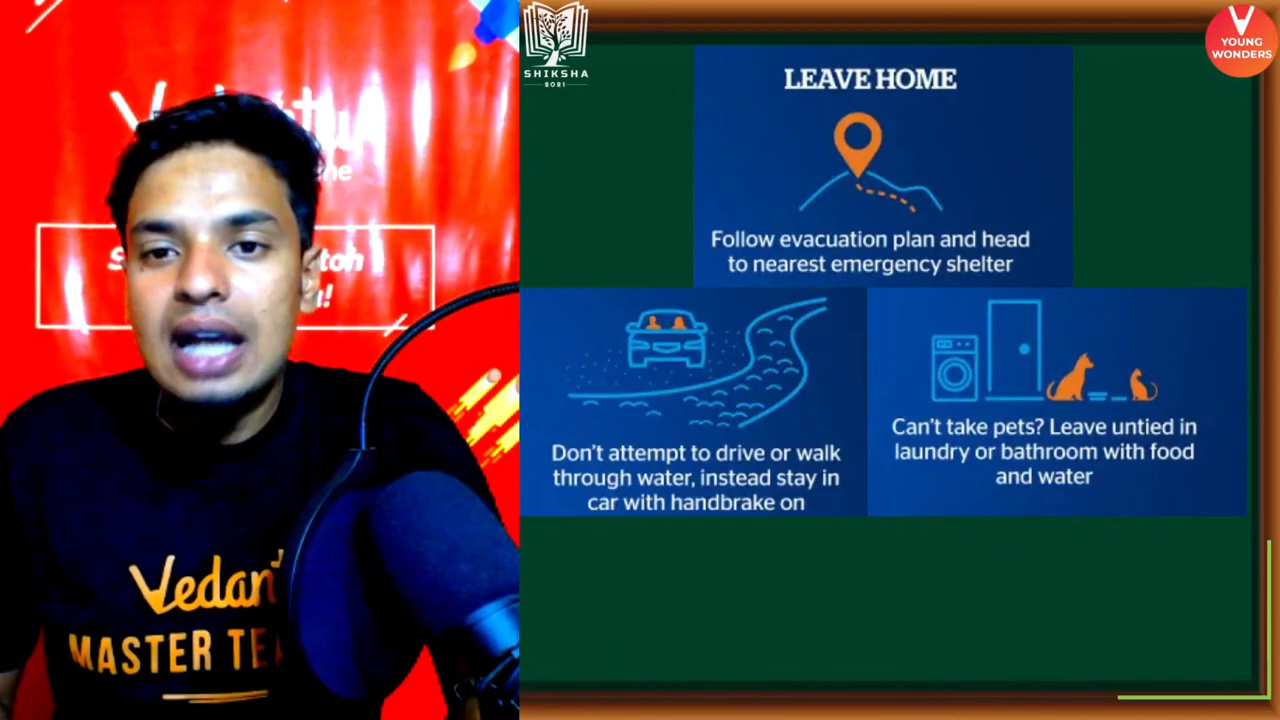 SHIKSHA
2021
YOUNG
WONDERS
LEAVE HOME
Follow evacuation plan and head
to nearest emergency shelter
Don't attempt to drive or walk
through water, instead stay in
car with handbrake on
Can't take pets? Leave untied in
laundry or bathroom with food
and water
Vedan
MASTER TE